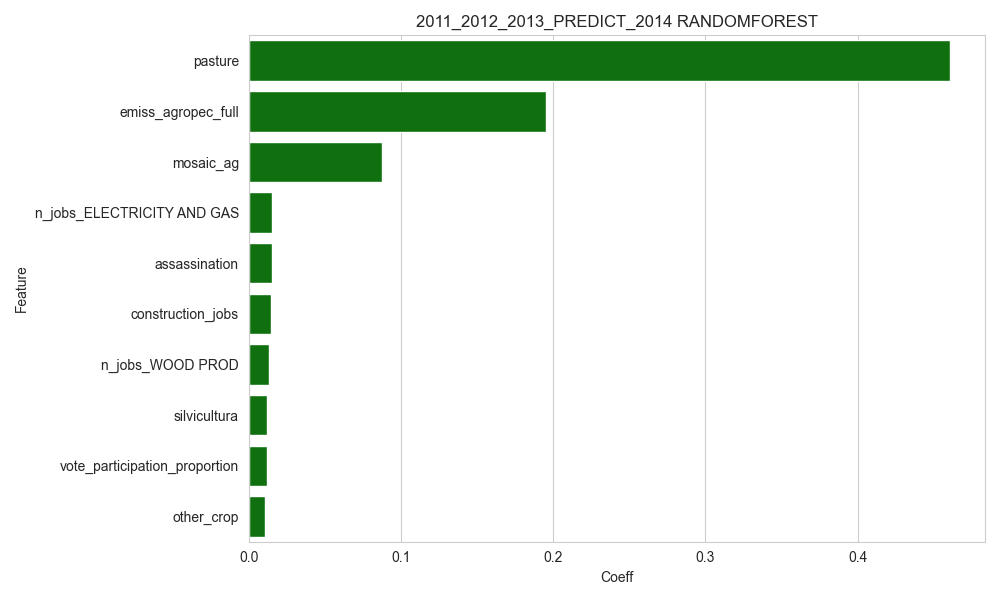 2011_2012_2013_PREDICT_2014 RANDOMFOREST
pasture
emiss_agropec_full
mosaic_ag
n_jobs_ELECTRICITY AND GAS
assassination
construction_jobs
n_jobs_WOOD PROD
silvicultura
vote_participation_proportion
other_crop
Feature
0.0 0.1 0.2 0.3 0.4
Coeff